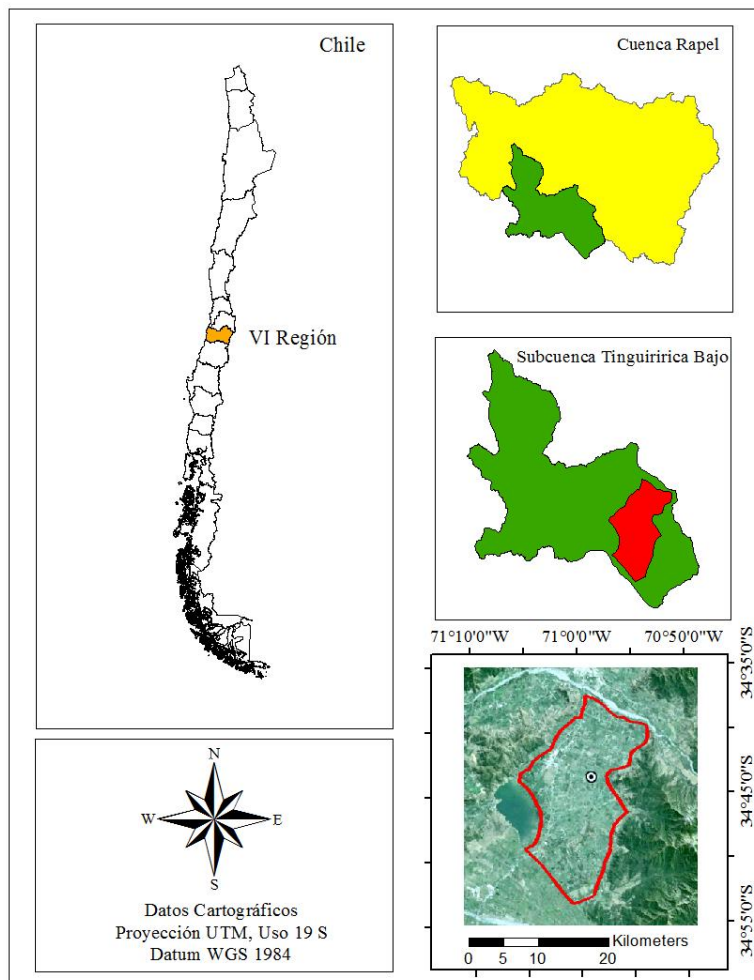 Chile
VI Región
Cuenca Rapel
Subcuenca Tinguiririca Bajo
71°10'0"W 71°0'0"W 70°50'0"W
34°35'0"S
34°45'0"S
34°55'0"S
Kilometers
0 5 10 20
N
W E
S
Datos Cartográficos
Proyección UTM, Uso 19 S
Datum WGS 1984